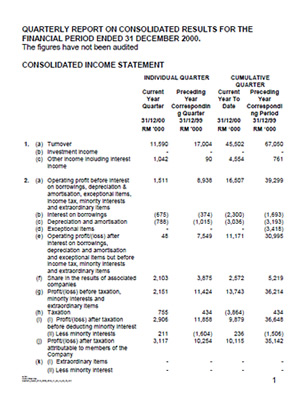 QUARTERLY REPORT ON CONSOLIDATED RESULTS FOR THE
FINANCIAL PERIOD ENDED 31 DECEMBER 2000.
The figures have not been audited
CONSOLIDATED INCOME STATEMENT
INDIVIDUAL QUARTER CUMULATIVE QUARTER
Current Year Quarter Preceding Year Correspondin g Quarter Current Year To Date Preceding Year Correspondi ng Period
31/12/00 31/12/99 31/12/00 31/12/99
RM '000 RM '000 RM '000 RM '000
1. (a) Turnover 11,590 17,004 45,502 67,050
(b) Investment income - - - -
(c) Other income including interest income 1,042 90 4,554 761
2. (a) Operating profit before interest on borrowings, depreciation & amortisation, exceptional items, income tax, minority interests and extraordinary items 1,511 8,938 16,507 39,299
(b) Interest on borrowings (675) (374) (2,300) (1,693)
(c) Depreciation and amortisation (788) (1,015) (3,036) (3,193)
(d) Exceptional items - - - (3,418)
(e) Operating profit/(loss) after interest on borrowings, depreciation and amortisation and exceptional items but before income tax, minority interests and extraordinary items 48 7,549 11,171 30,995
(f) Share in the results of associated companies 2,103 3,875 2,572 5,219
(g) Profit/(loss) before taxation, minority interests and extraordinary items 2,151 11,424 13,743 36,214
(h) Taxation 755 434 (3,864) 434
(i) (i) Profit/(loss) after taxation before deducting minority interest 2,906 11,858 9,879 36,648
(ii) Less minority interests 211 (1,604) 236 (1,506)
(j) Profit/(loss) after taxation attributable to members of the Company 3,117 10,254 10,115 35,142
(k) (i) Extraordinary items - - - -
(ii) Less minority interest - - - -
1